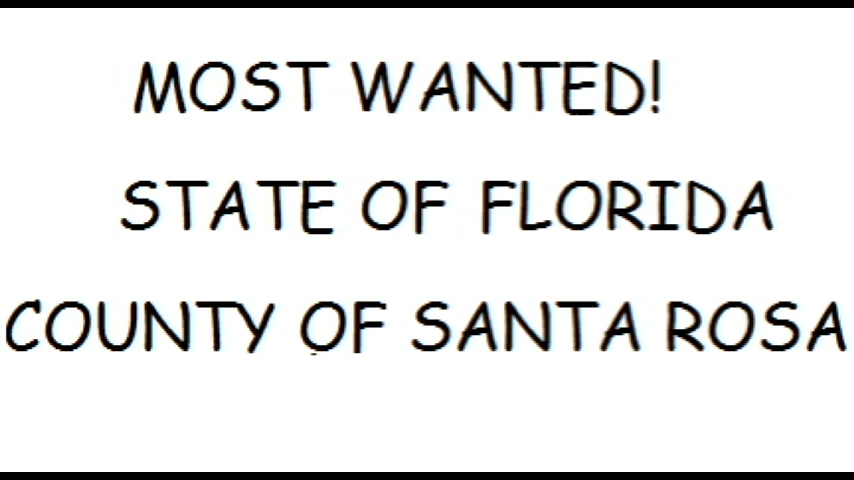 MOST WANTED!
STATE OF FLORIDA
COUNTY OF SANTA ROSA